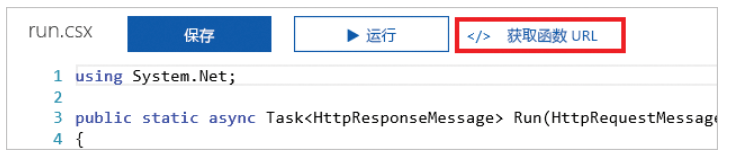 run.csx 保存 运行 </> 获取函数 URL
1 using System.Net;
2
3 public static async Task<HttpResponseMessage> Run(HttpRequestMessage
4 {